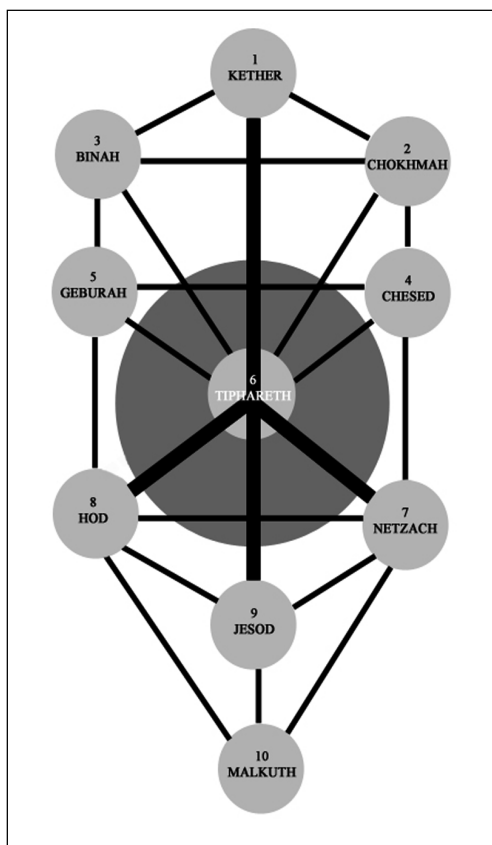 1
KETHER
3
BINAH
2
CHOKHMAH
5
GEBURAH
4
CHESED
6
TIPHARETH
8
HOD
7
NETZACH
9
JESOD
10
MALKUTH